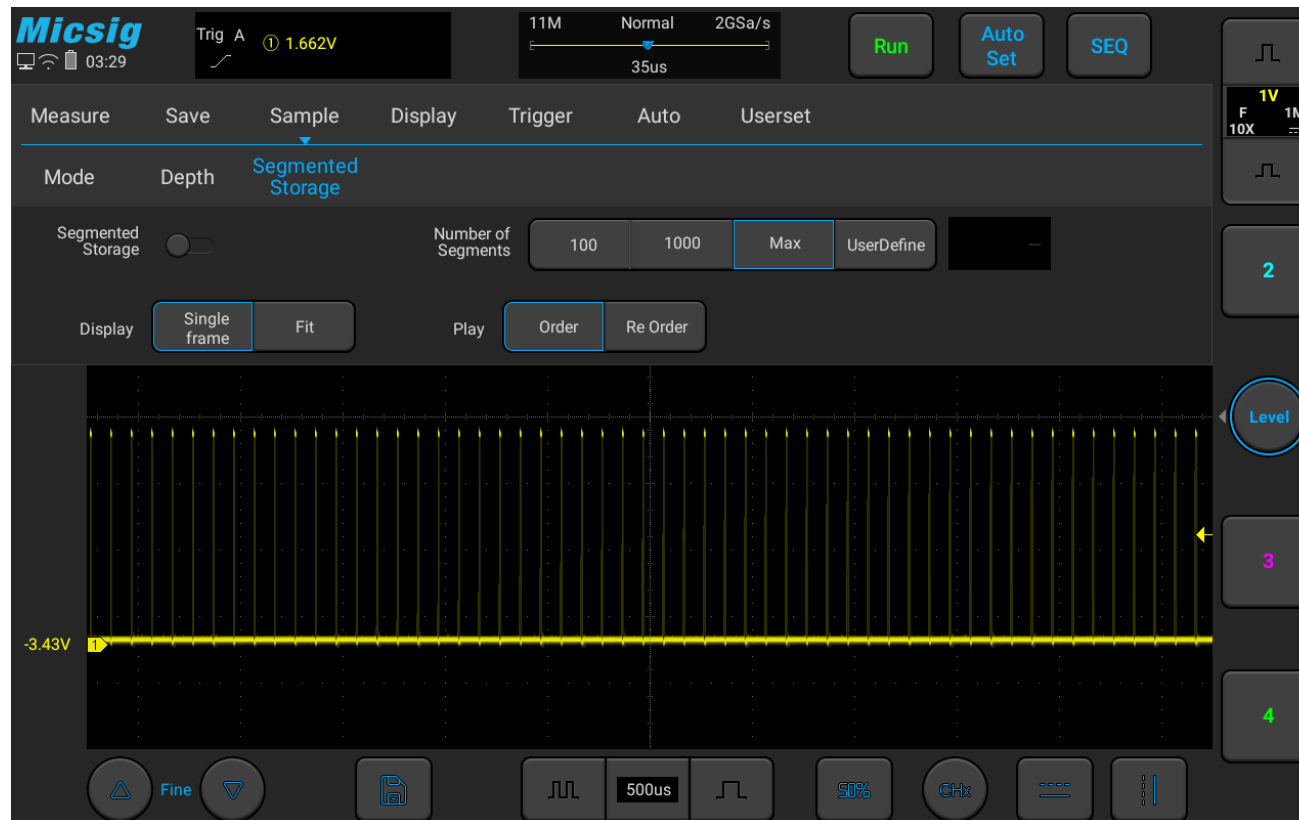 Micsig
03:29
Trig A
① 1.662V
11M Normal 2GSa/s
35us
Run
Auto
Set
SEQ
Measure Save Sample Display Trigger Auto Userset
Mode Depth Segmented
Storage
Segmented
Storage
Number of
Segments
100 1000 Max UserDefine
Display
Single
frame
Fit
Play
Order Re Order
1V
F
10X
2
Level
3
4
-3.43V
1
Fine
500us
50%
CHx